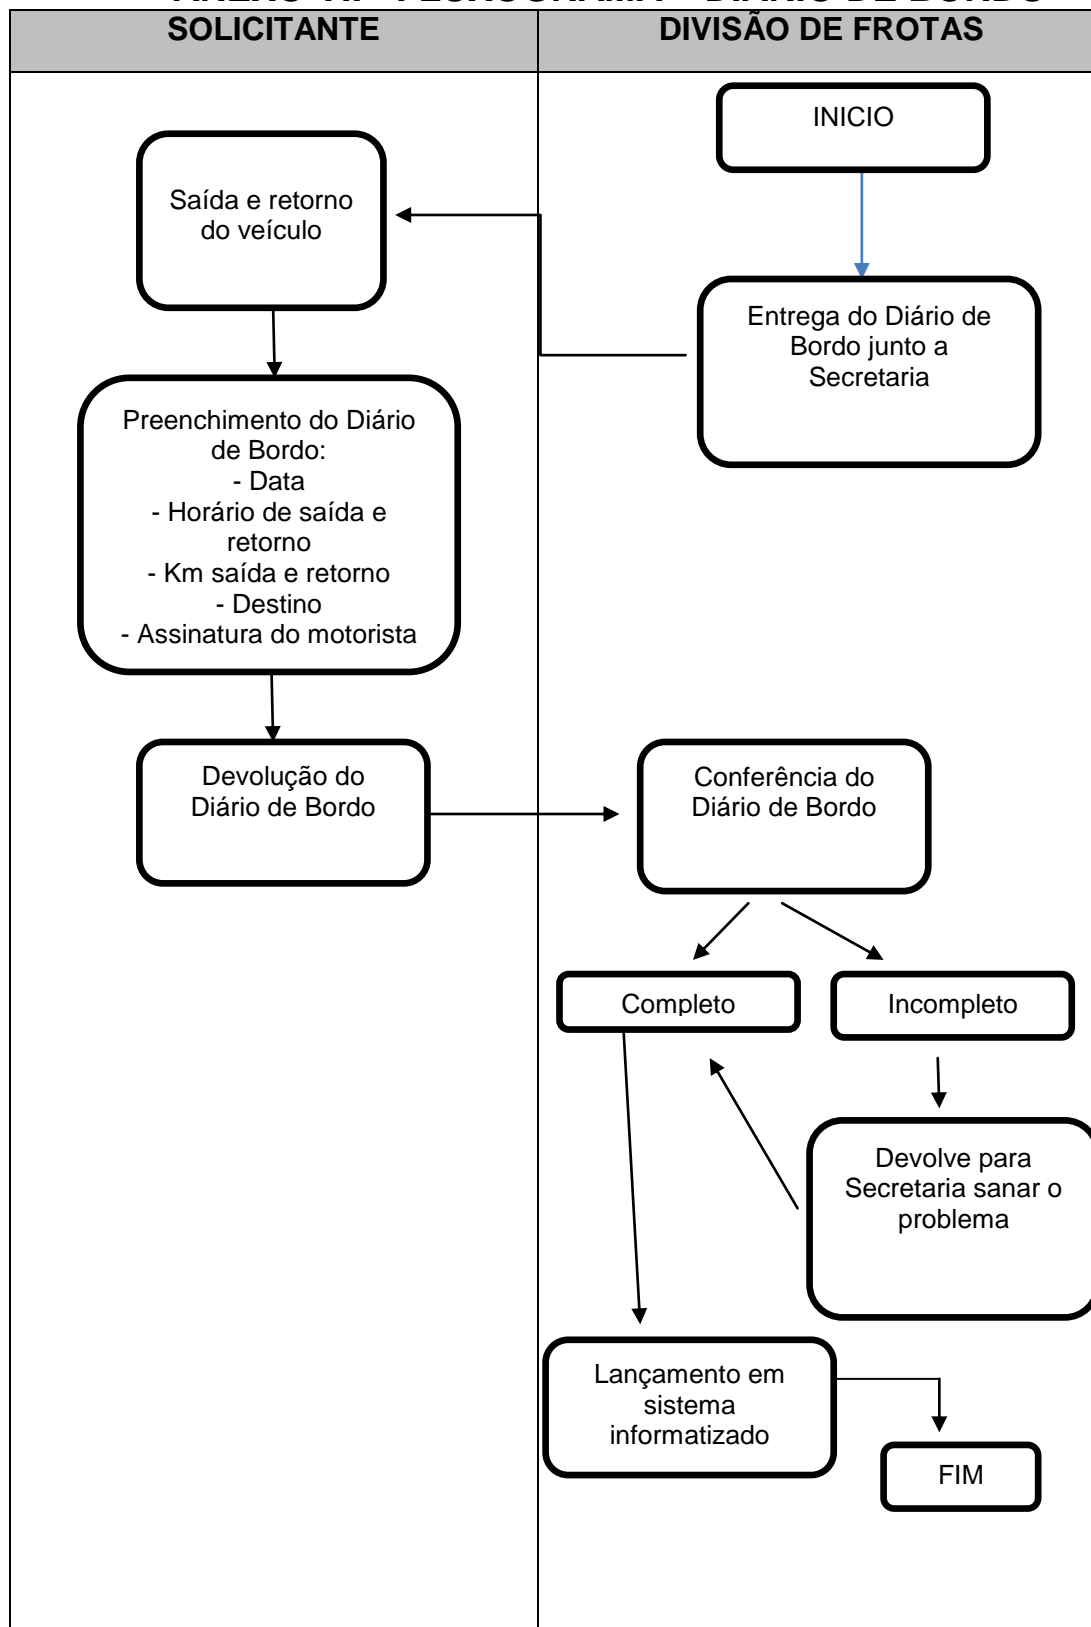 SOLICITANTE
DIVISÃO DE FROTAS
INICIO
Saída e retorno
do veículo
Entrega do Diário de
Bordo junto a
Secretaria
Preenchimento do Diário
de Bordo:
- Data
- Horário de saída e
retorno
- Km saída e retorno
- Destino
- Assinatura do motorista
Devolução do
Diário de Bordo
Conferência do
Diário de Bordo
Completo
Incompleto
Devolve para
Secretaria sanar o
problema
Lançamento em
sistema
informatizado
FIM